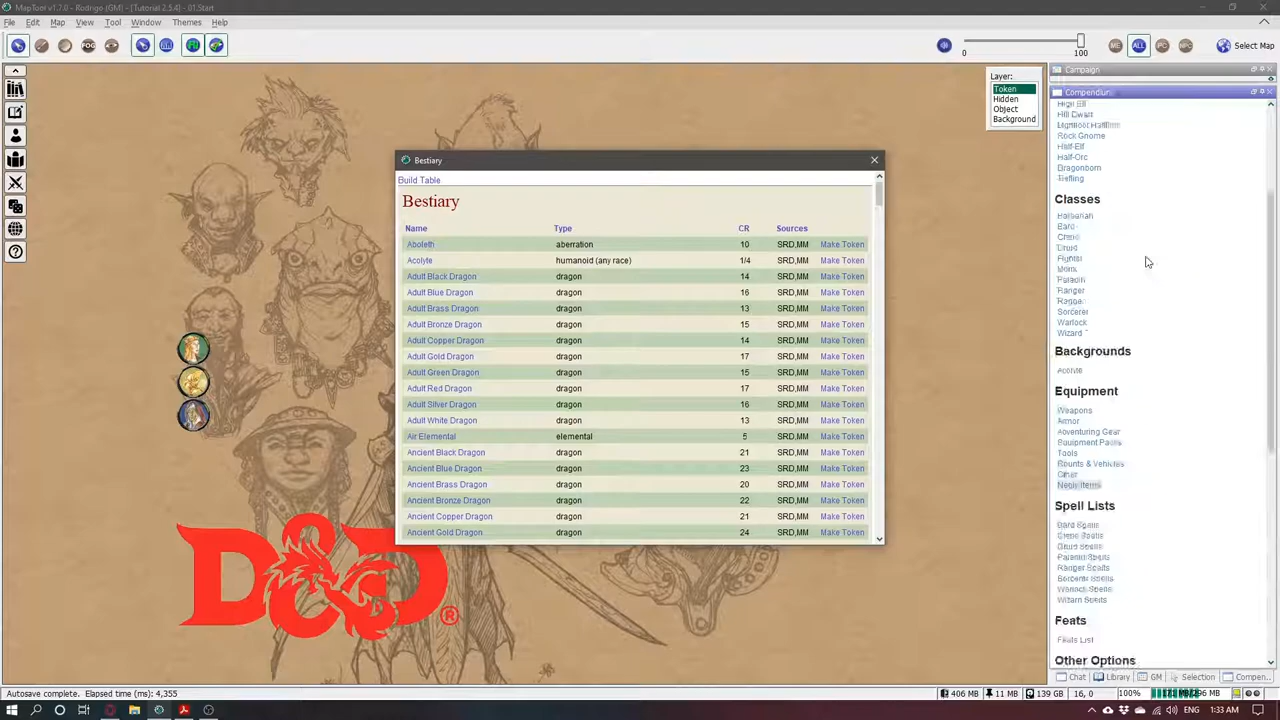 MapTool v1.7.0 - Rodrigo (GM) - [Tutorial 2.5.4] - 01.Start
File Edit Map View Tool Window Themes Help
FOG
0 100
ME ALL PC NPC Select Map
Layer:
Token
Hidden
Object
Background
Campaign
Compendium
High Elf
Hill Dwarf
Lightfoot Halfling
Rock Gnome
Half-Elf
Half-Orc
Dragonborn
Tiefling
Classes
Barbarian
Bard
Cleric
Druid
Fighter
Monk
Paladin
Ranger
Rogue
Sorcerer
Warlock
Wizard
Backgrounds
Acolyte
Equipment
Weapons
Armor
Adventuring Gear
Equipment Packs
Tools
Mounts & Vehicles
Other
Spell Lists
Bard Spells
Cleric Spells
Druid Spells
Paladin Spells
Ranger Spells
Sorcerer Spells
Warlock Spells
Wizard Spells
Feats
Feats List
Other Options
Chat Library GM Selection Compen...
Bestiary
Build Table
Bestiary
Name Type CR Sources
Aboleth aberration 10 SRD,MM Make Token
Acolyte humanoid (any race) 1/4 SRD,MM Make Token
Adult Black Dragon dragon 14 SRD,MM Make Token
Adult Blue Dragon dragon 16 SRD,MM Make Token
Adult Brass Dragon dragon 13 SRD,MM Make Token
Adult Bronze Dragon dragon 15 SRD,MM Make Token
Adult Copper Dragon dragon 14 SRD,MM Make Token
Adult Gold Dragon dragon 17 SRD,MM Make Token
Adult Green Dragon dragon 15 SRD,MM Make Token
Adult Red Dragon dragon 17 SRD,MM Make Token
Adult Silver Dragon dragon 16 SRD,MM Make Token
Adult White Dragon dragon 13 SRD,MM Make Token
Air Elemental elemental 5 SRD,MM Make Token
Ancient Black Dragon dragon 21 SRD,MM Make Token
Ancient Blue Dragon dragon 23 SRD,MM Make Token
Ancient Brass Dragon dragon 20 SRD,MM Make Token
Ancient Bronze Dragon dragon 22 SRD,MM Make Token
Ancient Copper Dragon dragon 21 SRD,MM Make Token
Ancient Gold Dragon dragon 24 SRD,MM Make Token
D&D®
Autosave complete. Elapsed time (ms): 4,355
406 MB 11 MB 139 GB 16, 0 100%
1:33 AM